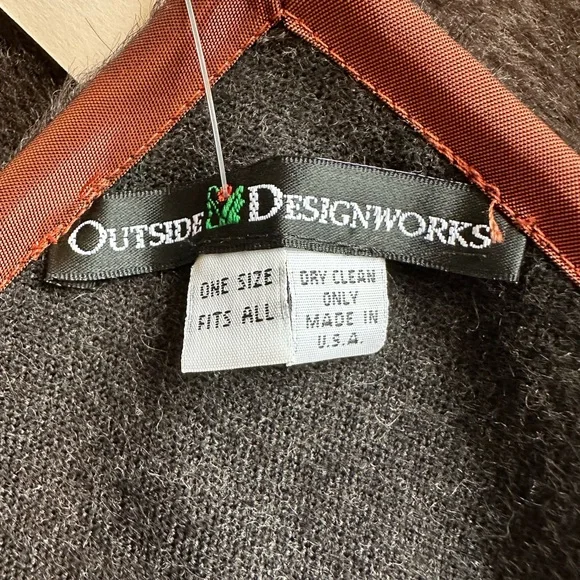 OUTSIDE DESIGNWORKS
ONE SIZE
FITS ALL
DRY CLEAN
ONLY
MADE IN
U.S.A.